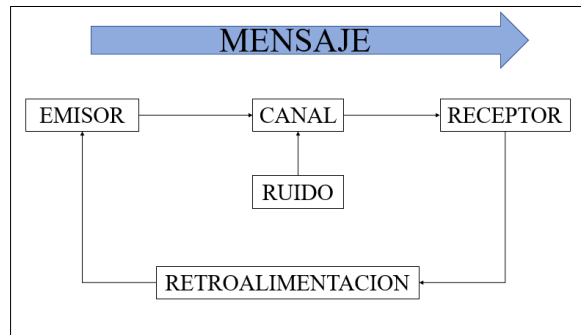 MENSAJE
EMISOR
CANAL
RECEPTOR
RUIDO
RETROALIMENTACION